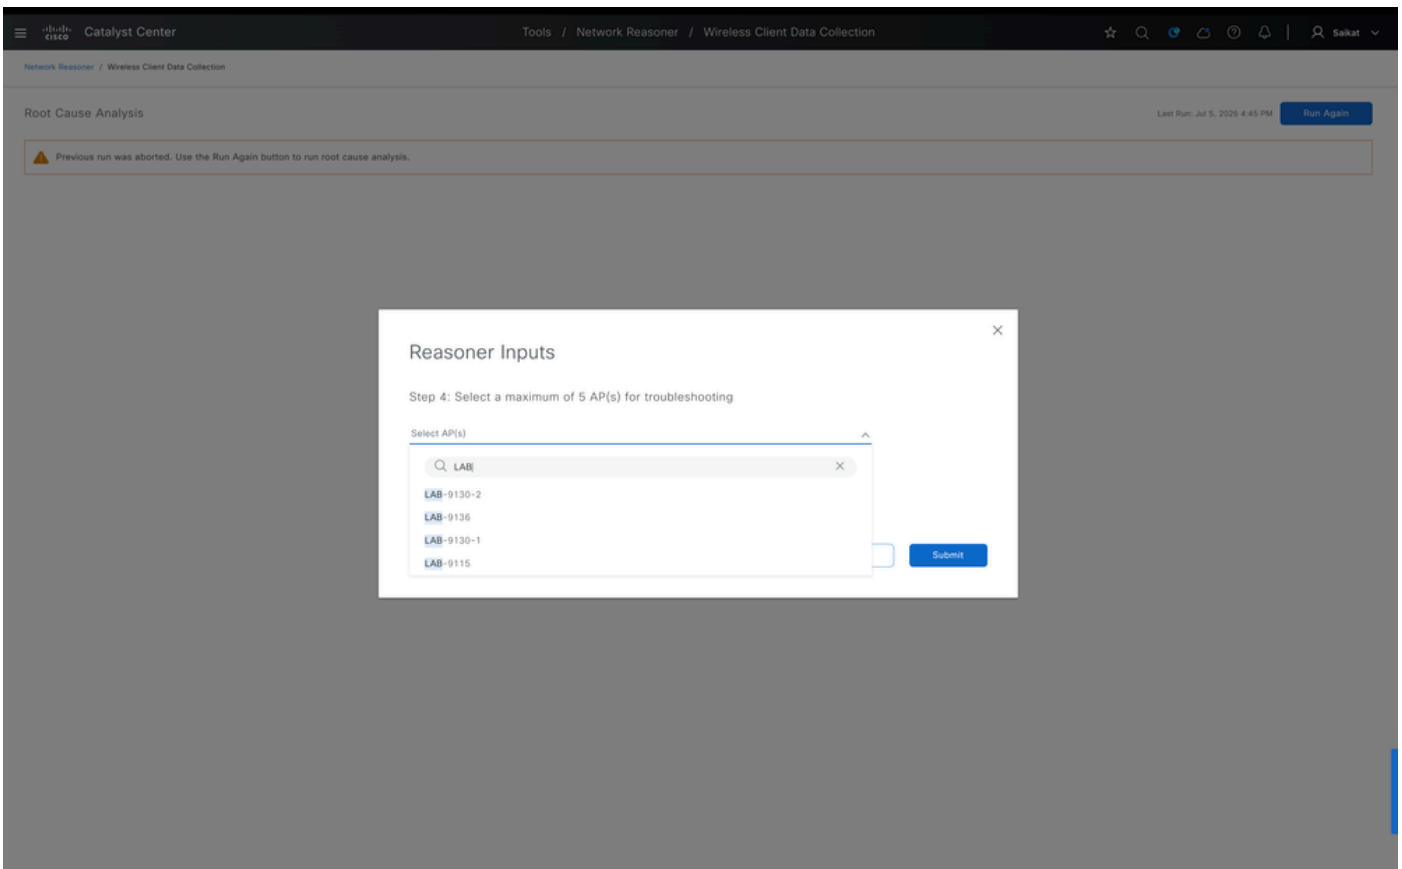 cisco Catalyst Center Tools / Network Reasoner / Wireless Client Data Collection Saikat
Network Reasoner / Wireless Client Data Collection
Root Cause Analysis Last Run: Jul 5, 2026 4:45 PM Run Again
Previous run was aborted. Use the Run Again button to run root cause analysis.
Reasoner Inputs
Step 4: Select a maximum of 5 AP(s) for troubleshooting
Select AP(s)
LAB
LAB-9130-2
LAB-9136
LAB-9130-1
LAB-9115
Submit